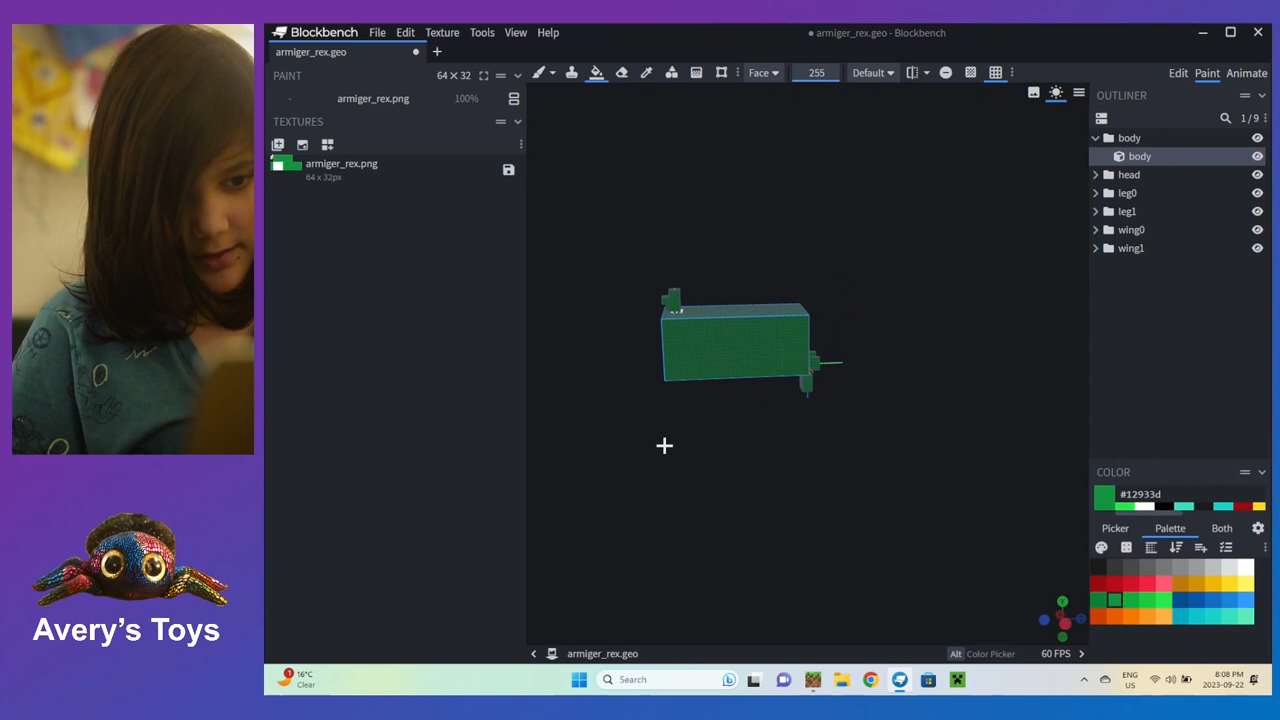 Blockbench File Edit Texture Tools View Help
● armiger_rex.geo - Blockbench
armiger_rex.geo
PAINT 64 × 32
Face 255 Default
Edit Paint Animate
- armiger_rex.png 100%
OUTLINER
1/9
TEXTURES
body
body
armiger_rex.png
64 x 32px
head
leg0
leg1
wing0
wing1
COLOR
#12933d
Picker Palette Both
Y
Avery's Toys
armiger_rex.geo
Alt Color Picker 60 FPS
1
16°C
Clear
Search
ENG
US
8:08 PM
2023-09-22